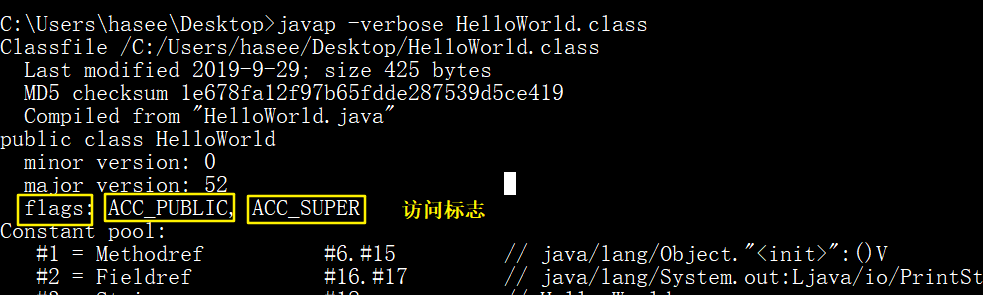 C:\Users\hasee\Desktop>javap -verbose HelloWorld.class
Classfile /C:/Users/hasee/Desktop/HelloWorld.class
  Last modified 2019-9-29; size 425 bytes
  MD5 checksum 1e678fa12f97b65fdde287539d5ce419
  Compiled from "HelloWorld.java"
public class HelloWorld
  minor version: 0
  major version: 52
  flags: ACC_PUBLIC, ACC_SUPER 访问标志
Constant pool:
   #1 = Methodref          #6.#15         // java/lang/Object."<init>":()V
   #2 = Fieldref           #16.#17        // java/lang/System.out:Ljava/io/PrintSt